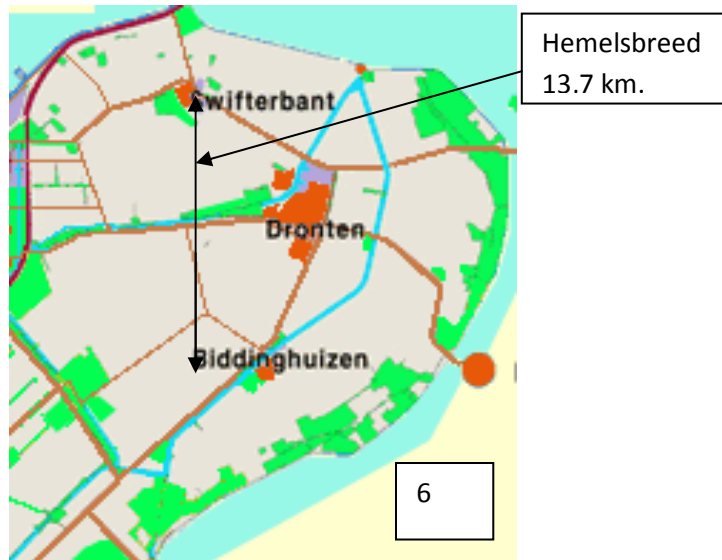 Hemelsbreed
13.7 km.
Swifterbant
Dronten
Biddinghuizen
6